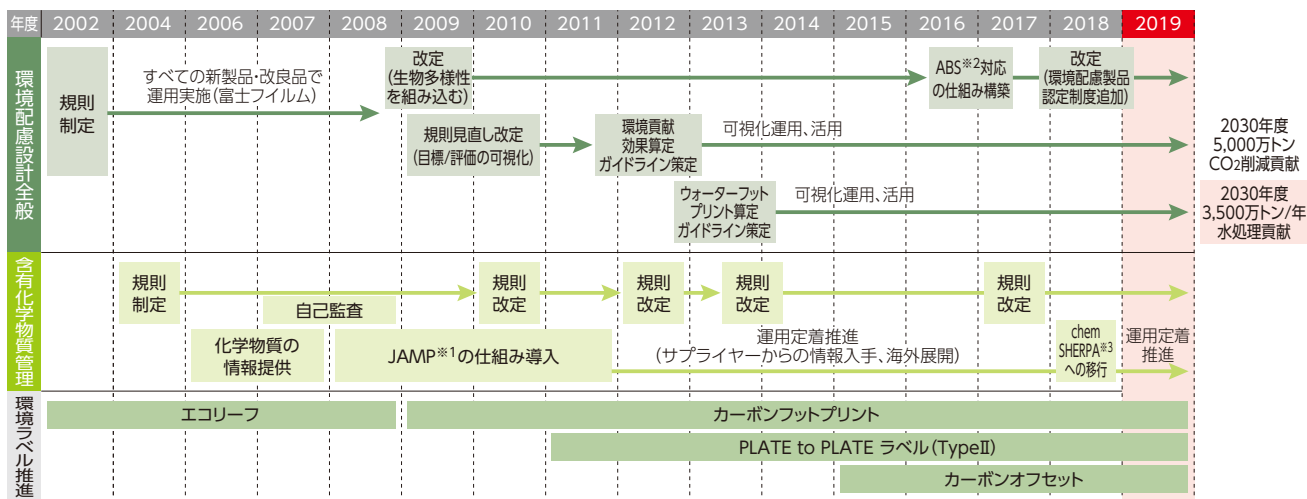 年度 2002 2004 2006 2007 2008 2009 2010 2011 2012 2013 2014 2015 2016 2017 2018 2019
環境配慮設計全般
規則
制定
すべての新製品・改良品で
運用実施(富士フイルム)
改定
(生物多様性
を組み込む)
ABS※2対応
の仕組み構築
改定
(環境配慮製品
認定制度追加)
規則見直し改定
(目標/評価の可視化)
環境貢献
効果算定
ガイドライン策定
可視化運用、活用
2030年度
5,000万トン
CO2削減貢献
ウォーターフット
プリント算定
ガイドライン策定
可視化運用、活用
2030年度
3,500万トン/年
水処理貢献
含有化学物質管理
規則
制定
自己監査
規則
改定
規則
改定
規則
改定
規則
改定
化学物質の
情報提供
JAMP※1の仕組み導入
運用定着推進
(サプライヤーからの情報入手、海外展開)
chem
SHERPA※3
への移行
運用定着
推進
環境ラベル推進
エコリーフ
カーボンフットプリント
PLATE to PLATE ラベル(TypeII)
カーボンオフセット